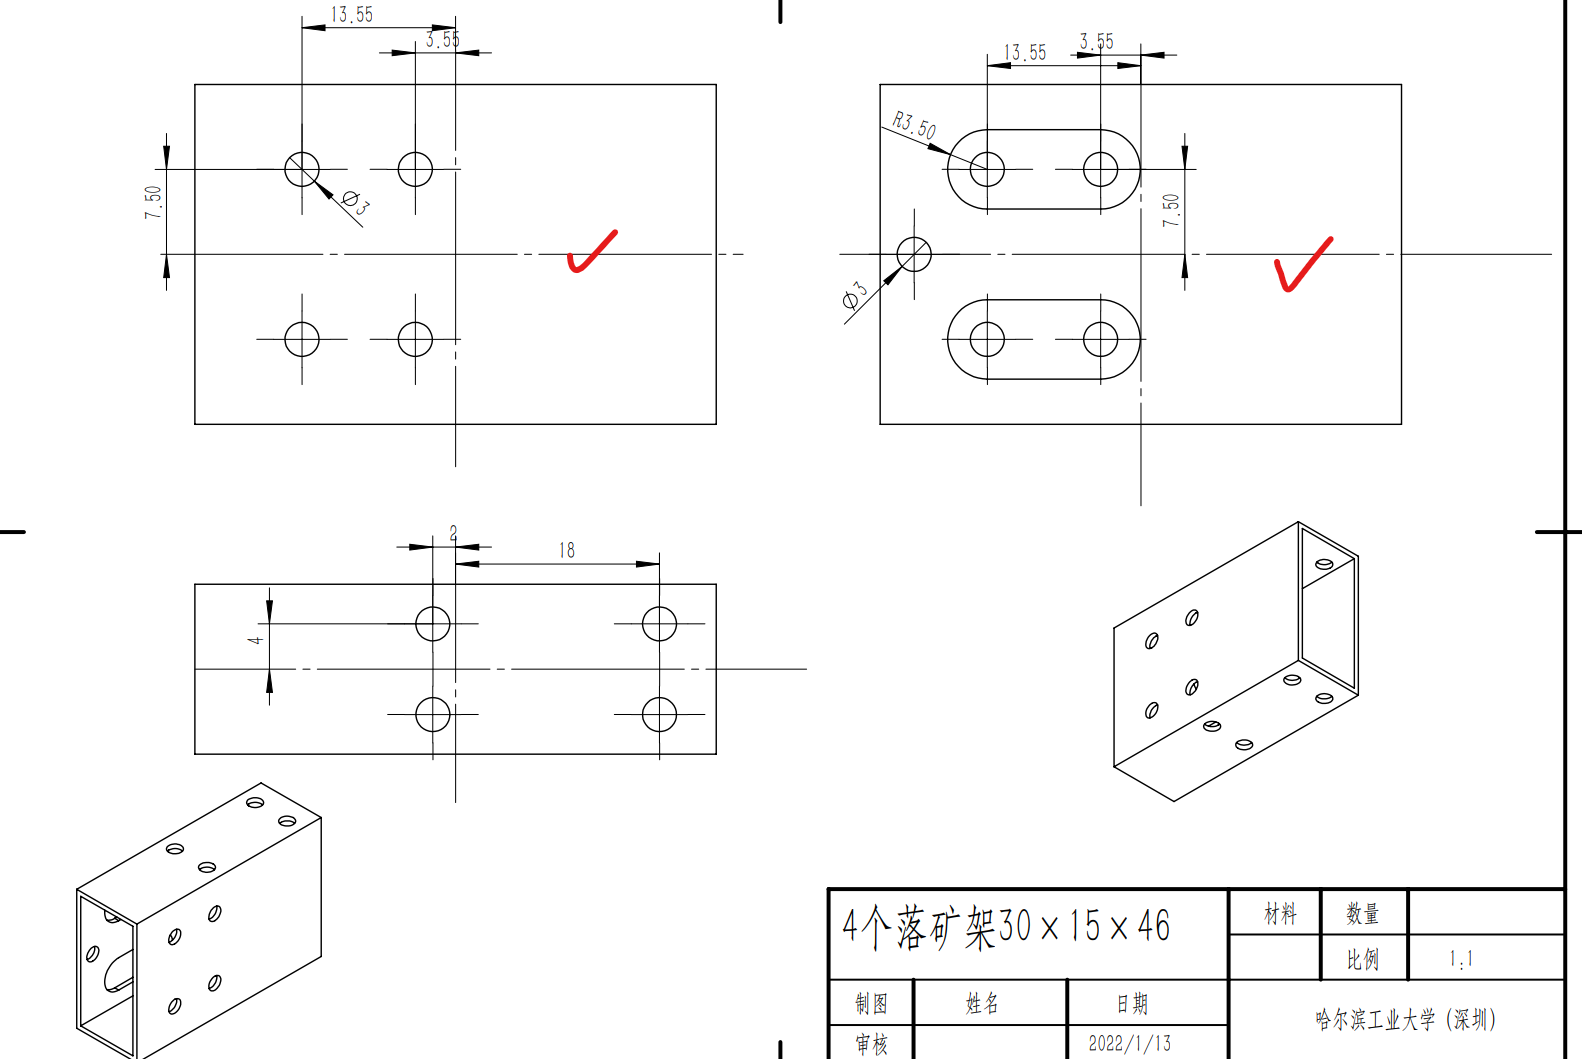 13.55
3.55
7.50
Ø3
13.55
3.55
R3.50
7.50
Ø3
2
18
4
4个落矿架30×15×46
材料
数量
比例
1:1
制图
姓名
日期
审核
2022/1/13
哈尔滨工业大学(深圳)